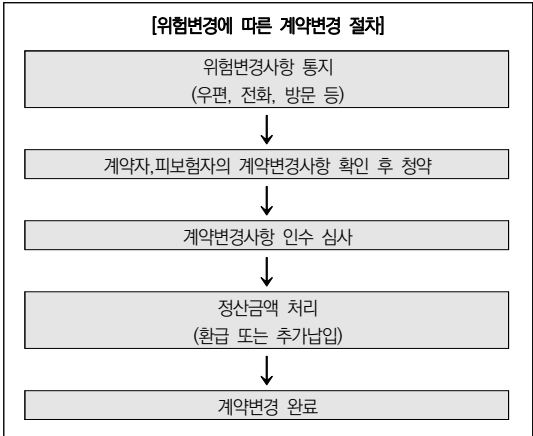 [위험변경에 따른 계약변경 절차]
위험변경사항 통지
(우편, 전화, 방문 등)
계약자,피보험자의 계약변경사항 확인 후 청약
계약변경사항 인수 심사
정산금액 처리
(환급 또는 추가납입)
계약변경 완료